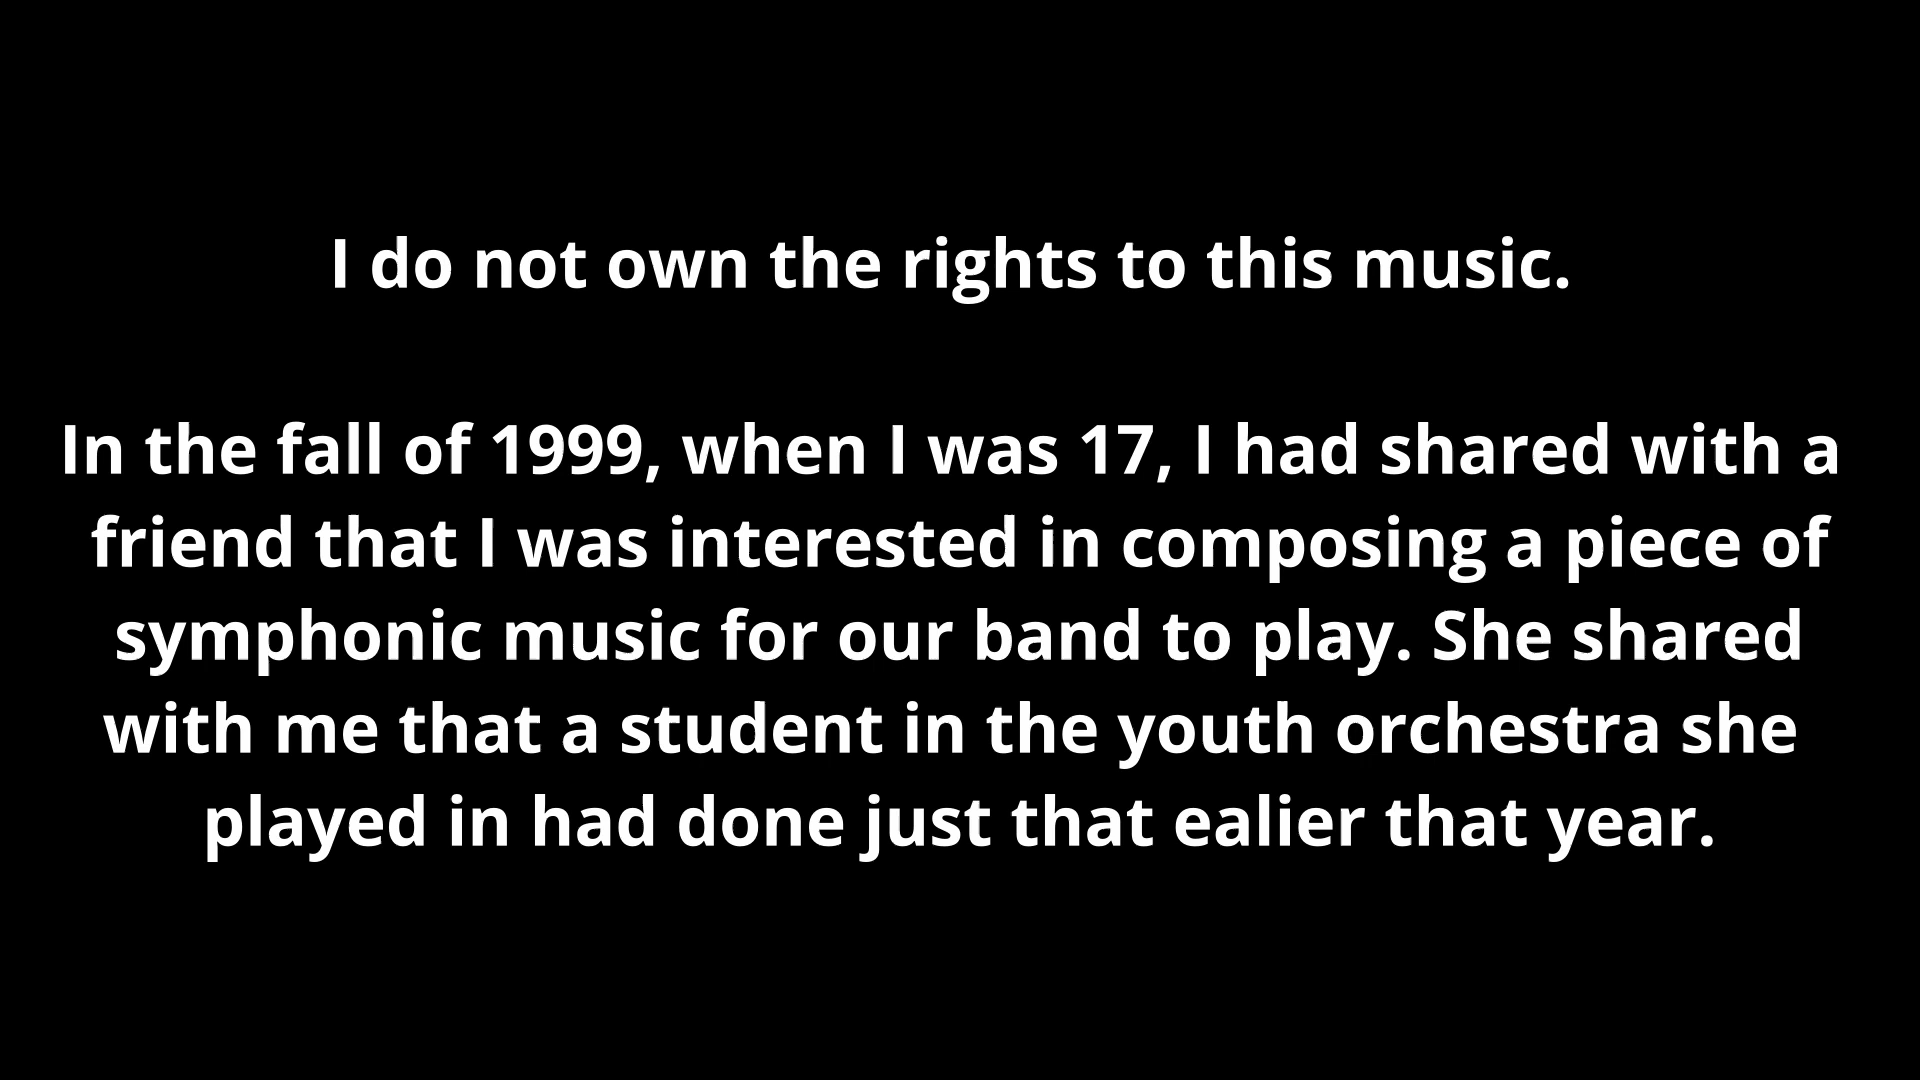 I do not own the rights to this music.
In the fall of 1999, when I was 17, I had shared with a
friend that I was interested in composing a piece of
symphonic music for our band to play. She shared
with me that a student in the youth orchestra she
played in had done just that ealier that year.